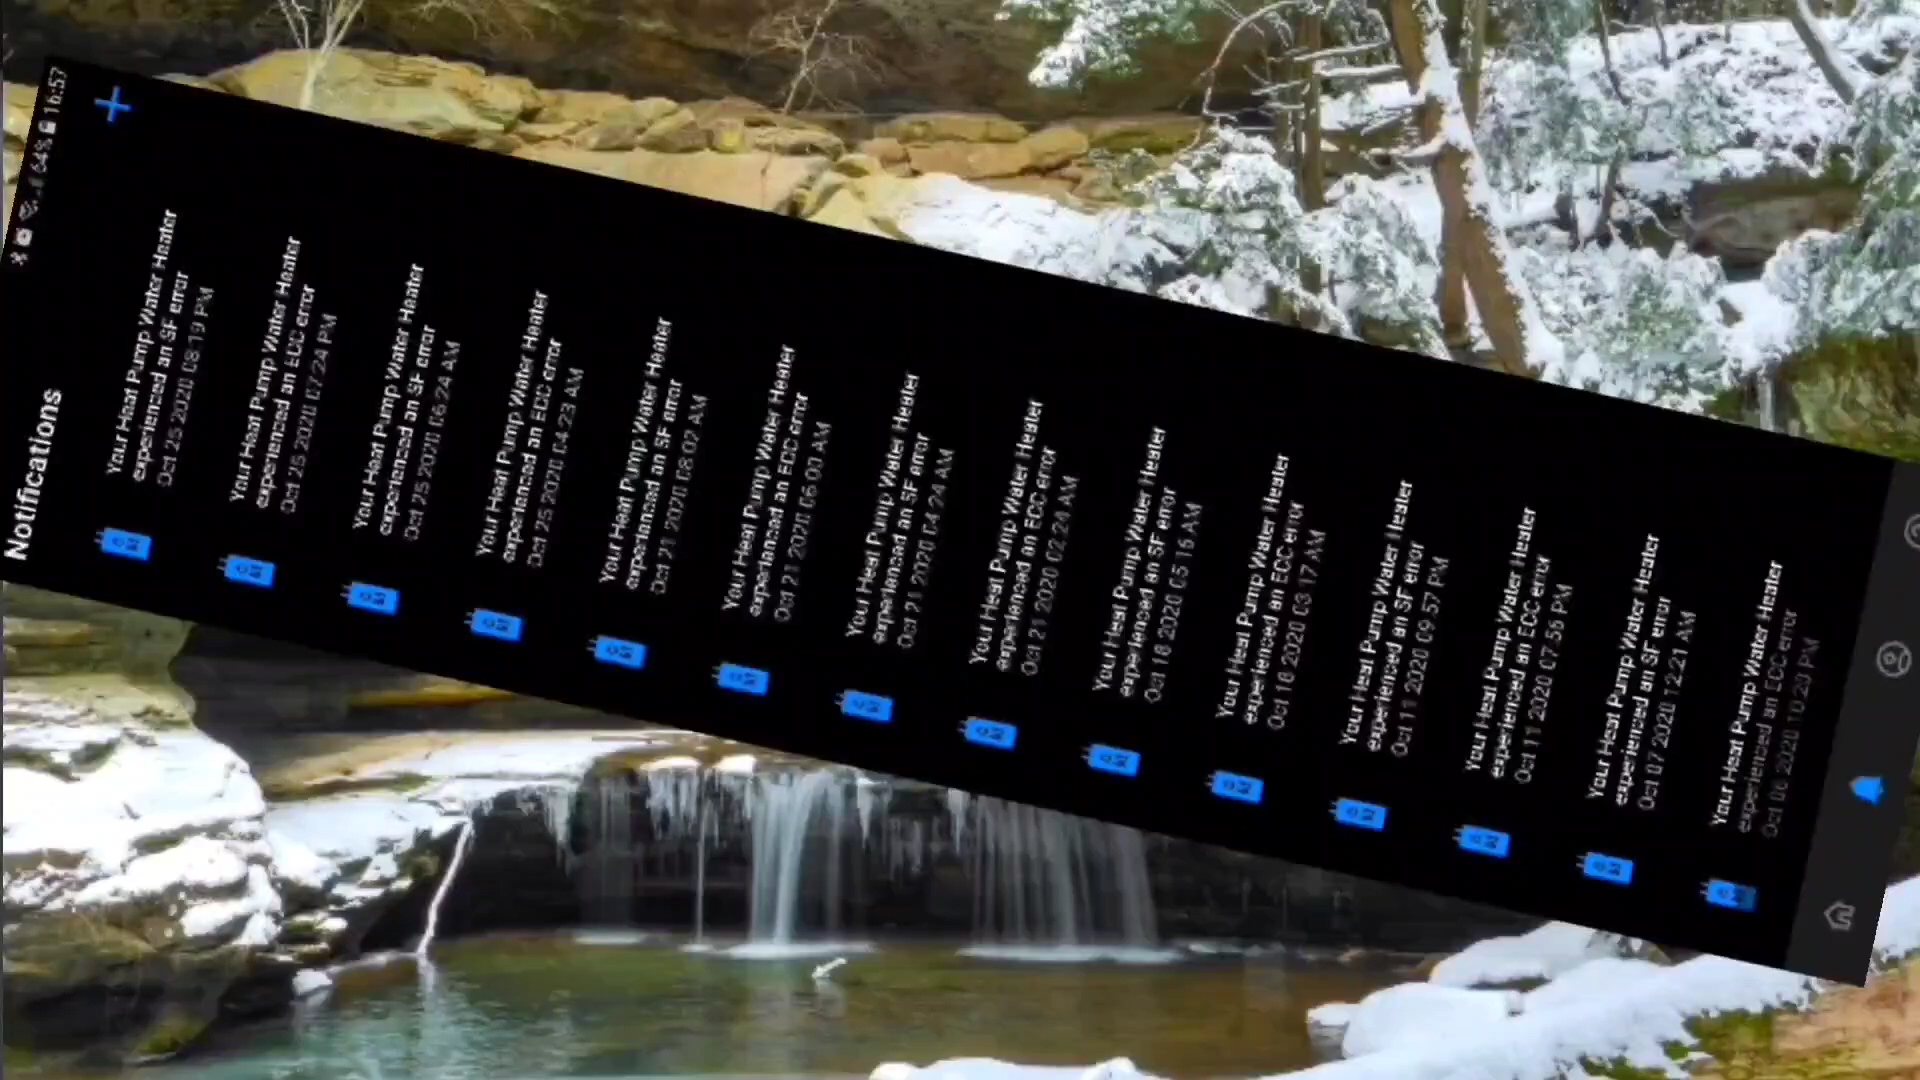 64% 16:57
Notifications
Your Heat Pump Water Heater
experienced an SF error
Oct 25 2020 08:19 PM
Your Heat Pump Water Heater
experienced an ECC error
Oct 25 2020 07:24 PM
Your Heat Pump Water Heater
experienced an SF error
Oct 25 2020 06:24 AM
Your Heat Pump Water Heater
experienced an ECC error
Oct 25 2020 04:23 AM
Your Heat Pump Water Heater
experienced an SF error
Oct 21 2020 08:02 AM
Your Heat Pump Water Heater
experienced an ECC error
Oct 21 2020 06:00 AM
Your Heat Pump Water Heater
experienced an SF error
Oct 21 2020 04:24 AM
Your Heat Pump Water Heater
experienced an ECC error
Oct 21 2020 02:24 AM
Your Heat Pump Water Heater
experienced an SF error
Oct 18 2020 05:16 AM
Your Heat Pump Water Heater
experienced an ECC error
Oct 18 2020 03:17 AM
Your Heat Pump Water Heater
experienced an SF error
Oct 11 2020 09:57 PM
Your Heat Pump Water Heater
experienced an ECC error
Oct 11 2020 07:56 PM
Your Heat Pump Water Heater
experienced an SF error
Oct 07 2020 12:21 AM
Your Heat Pump Water Heater
experienced an ECC error
Oct 06 2020 10:20 PM